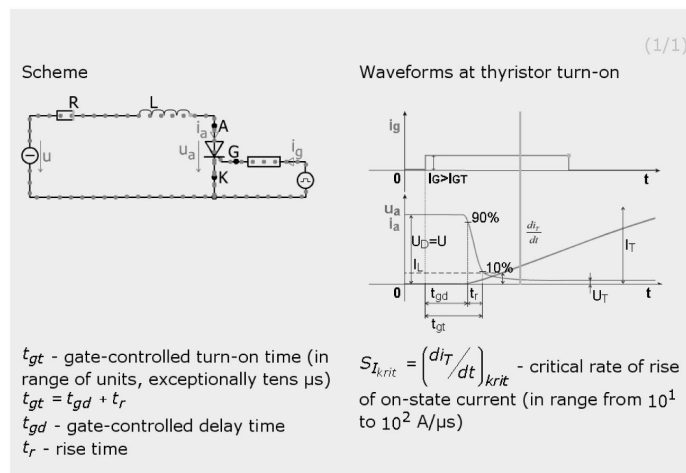 (1/1)
Scheme
R
L
i_a
A
u
u_a
G
i_g
K
t_gt - gate-controlled turn-on time (in
range of units, exceptionally tens µs)
t_gt = t_gd + t_r
t_gd - gate-controlled delay time
t_r - rise time
Waveforms at thyristor turn-on
i_g
I_G>I_GT
0
t
u_a
i_a
90%
U_D=U
di_T/dt
I_T
I_L
10%
0
t_gd
t_r
U_T
t
t_gt
S_I_krit = (di_T/dt)_krit - critical rate of rise
of on-state current (in range from 10^1
to 10^2 A/µs)